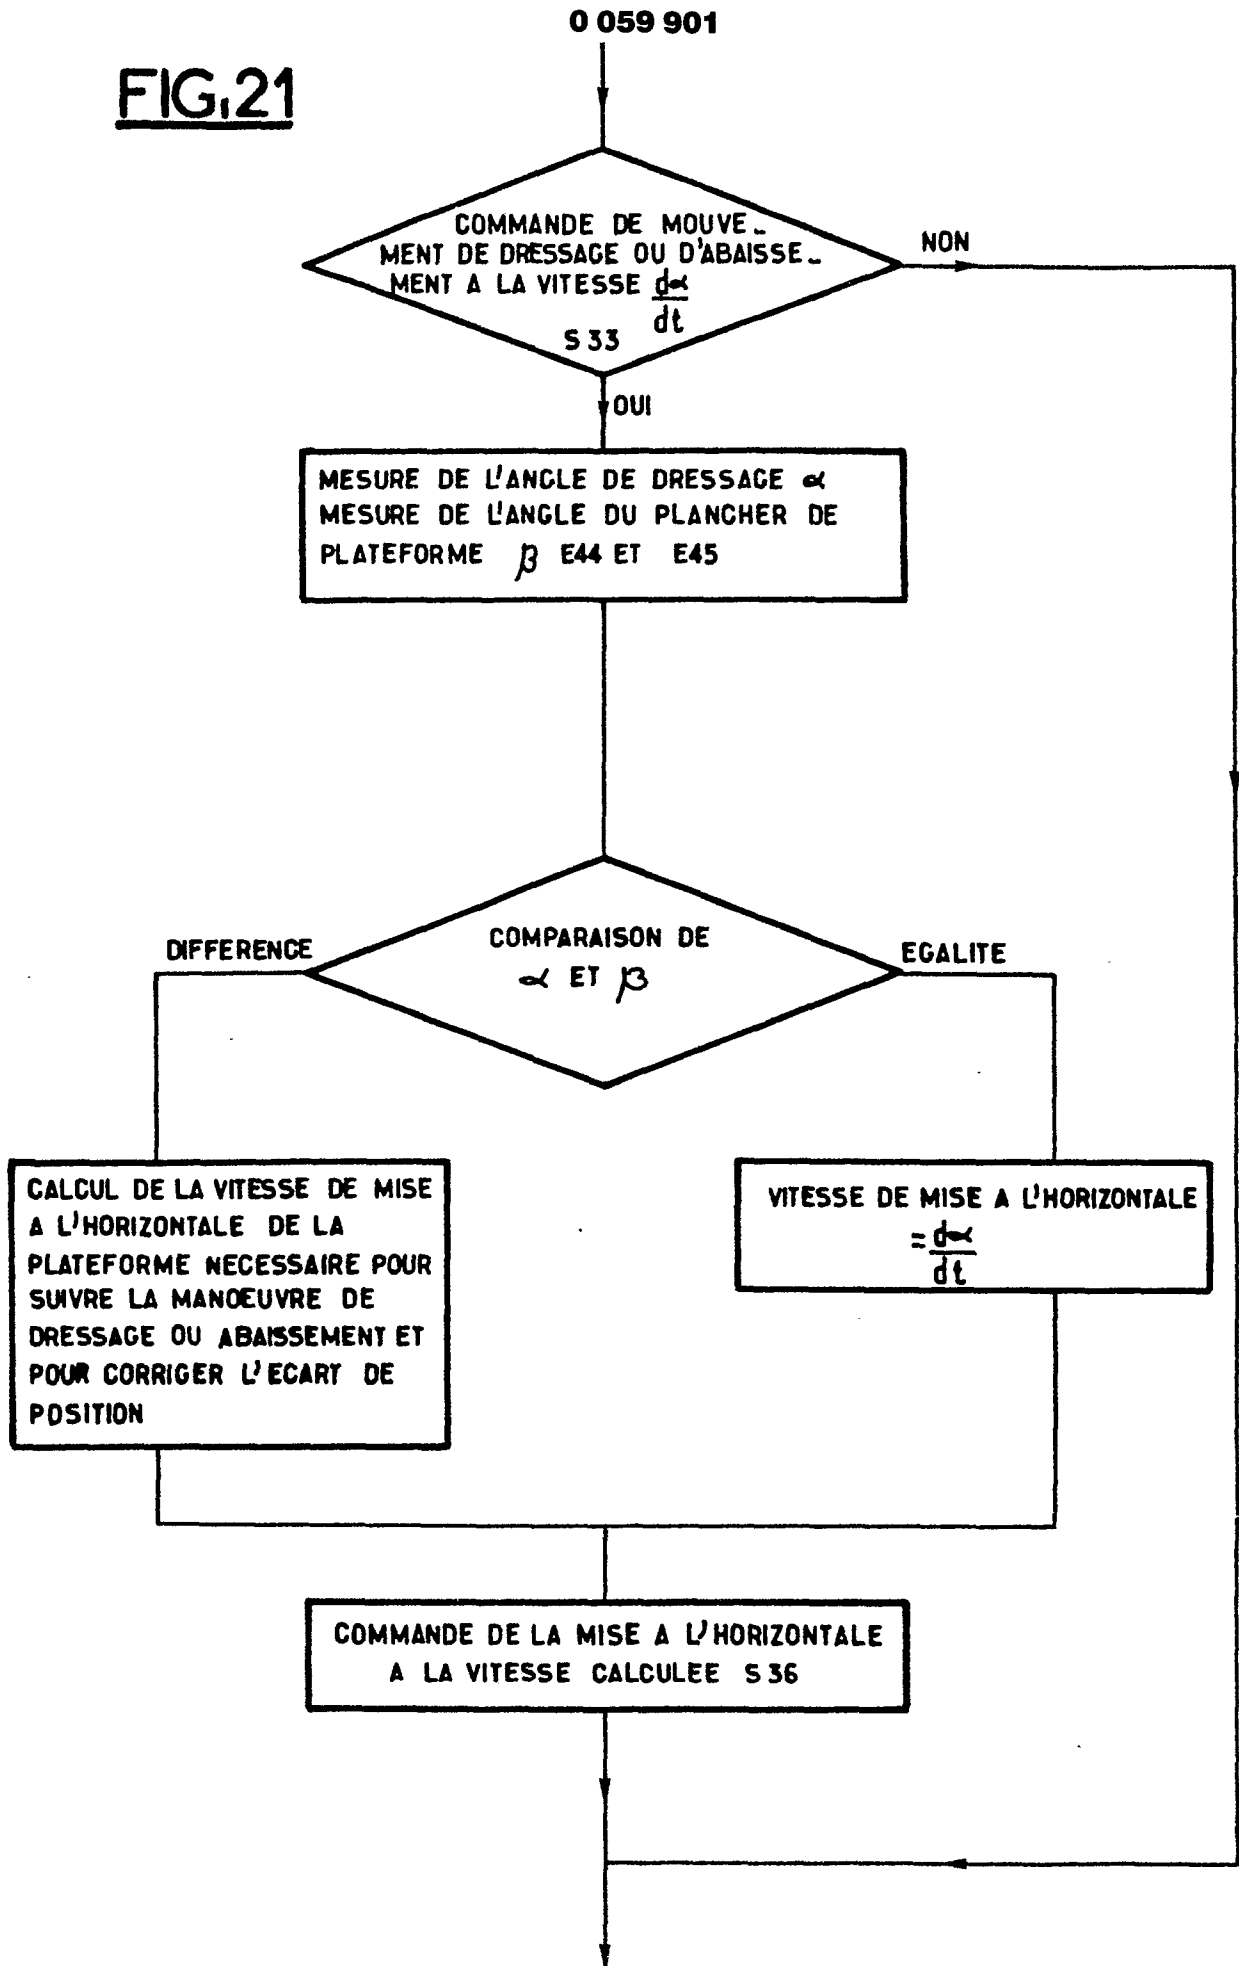 0 059 901
FIG.21
COMMANDE DE MOUVE_
MENT DE DRESSAGE OU D'ABAISSE_
MENT A LA VITESSE dα/dt
S 33
NON
OUI
MESURE DE L'ANGLE DE DRESSAGE α
MESURE DE L'ANGLE DU PLANCHER DE
PLATEFORME β E44 ET E45
COMPARAISON DE
α ET β
DIFFERENCE
EGALITE
CALCUL DE LA VITESSE DE MISE
A L'HORIZONTALE DE LA
PLATEFORME NECESSAIRE POUR
SUIVRE LA MANŒUVRE DE
DRESSAGE OU ABAISSEMENT ET
POUR CORRIGER L'ECART DE
POSITION
VITESSE DE MISE A L'HORIZONTALE
= dα/dt
COMMANDE DE LA MISE A L'HORIZONTALE
A LA VITESSE CALCULEE S 36